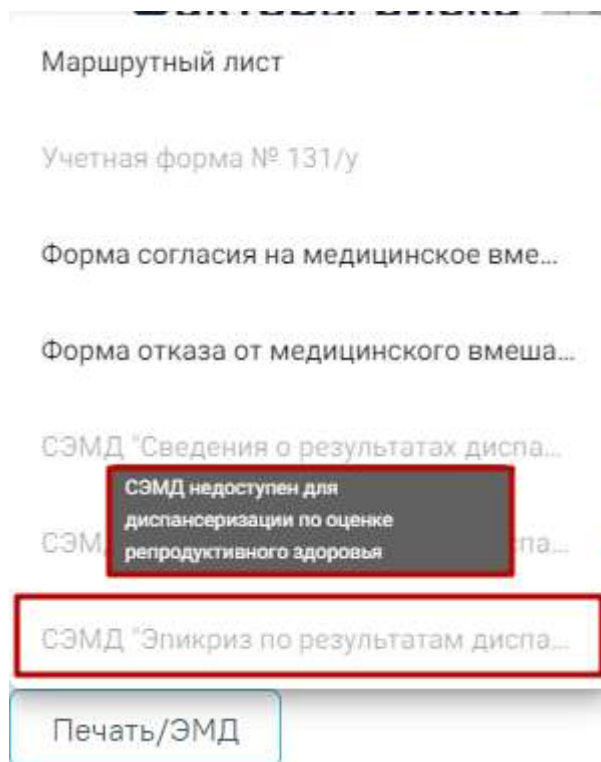 Маршрутный лист
Учетная форма № 131/у
Форма согласия на медицинское вме...
Форма отказа от медицинского вмеша...
СЭМД "Сведения о результатах диспа...
СЭМД недоступен для
диспансеризации по оценке
репродуктивного здоровья
СЭМ
па...
СЭМД "Эпикриз по результатам диспа...
Печать/ЭМД